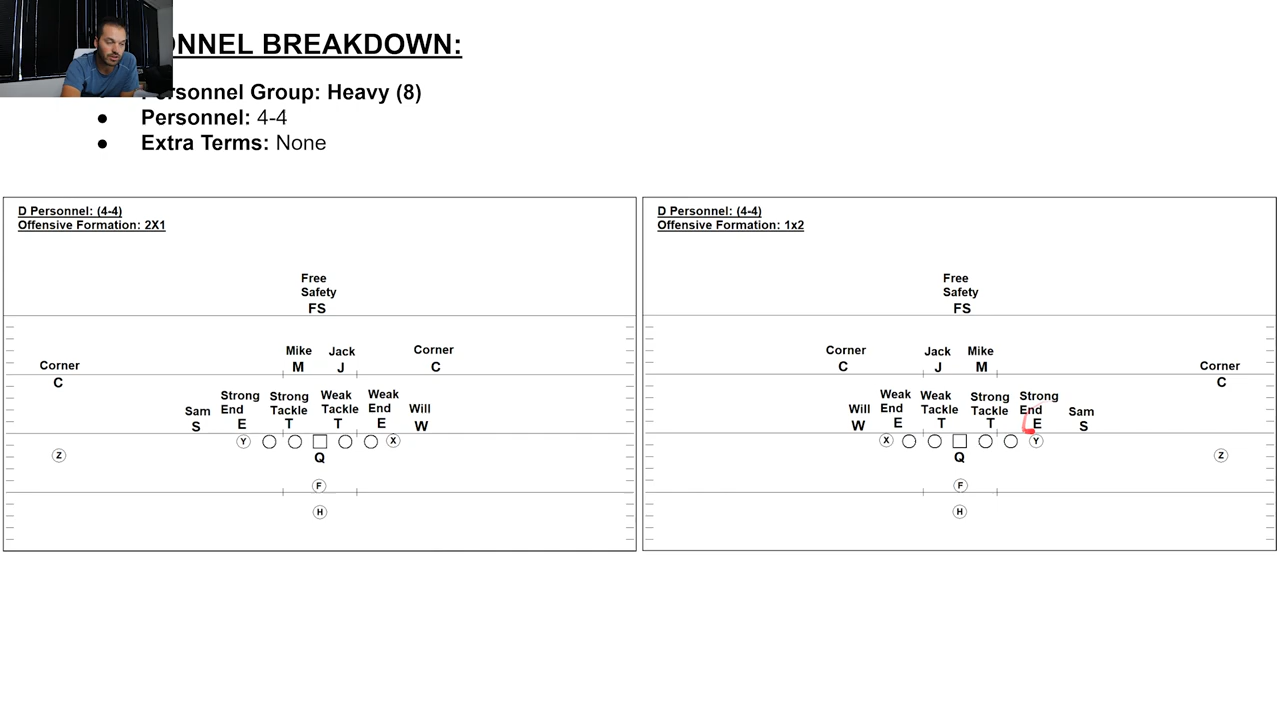 ONNEL BREAKDOWN:
ersonnel Group: Heavy (8)
Personnel: 4-4
Extra Terms: None
D Personnel: (4-4)
Offensive Formation: 2X1
Free
Safety
FS
Mike Jack Corner
Corner M J C
C
Strong Strong Weak Weak
Sam End Tackle Tackle End Will
S E T T E W
Y X
Z Q
F
H
D Personnel: (4-4)
Offensive Formation: 1x2
Free
Safety
FS
Corner Jack Mike
C J M Corner
C
Weak Weak Strong Strong
Will End Tackle Tackle End Sam
W E T T E S
X Y
Q Z
F
H